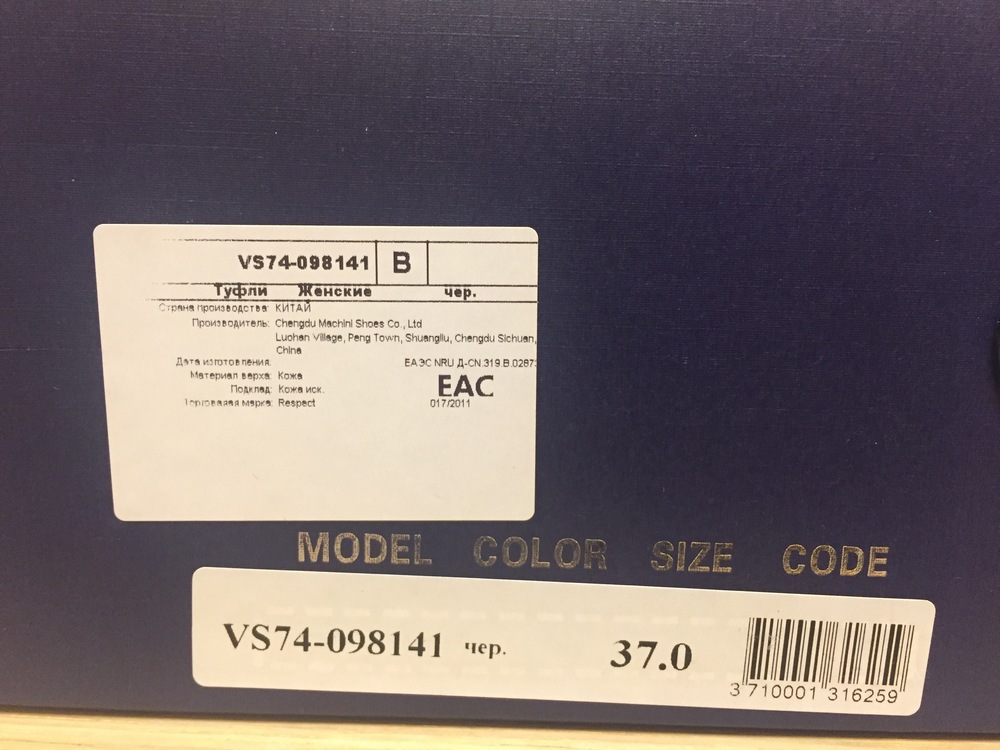 VS74-098141 B
Туфли Женские чер.
Страна производства: КИТАЙ
Производитель: Chengdu Machini Shoes Co., Ltd
Luohan Village, Peng Town, Shuangliu, Chengdu Sichuan,
China
Дата изготовления: ЕАЭС NRU Д-CN.319.B.0287
Материал верха: Кожа
Подклад: Кожа иск. EAC
Торговая марка: Respect 017/2011
MODEL COLOR SIZE CODE
VS74-098141 чер. 37.0
3 710001 316259